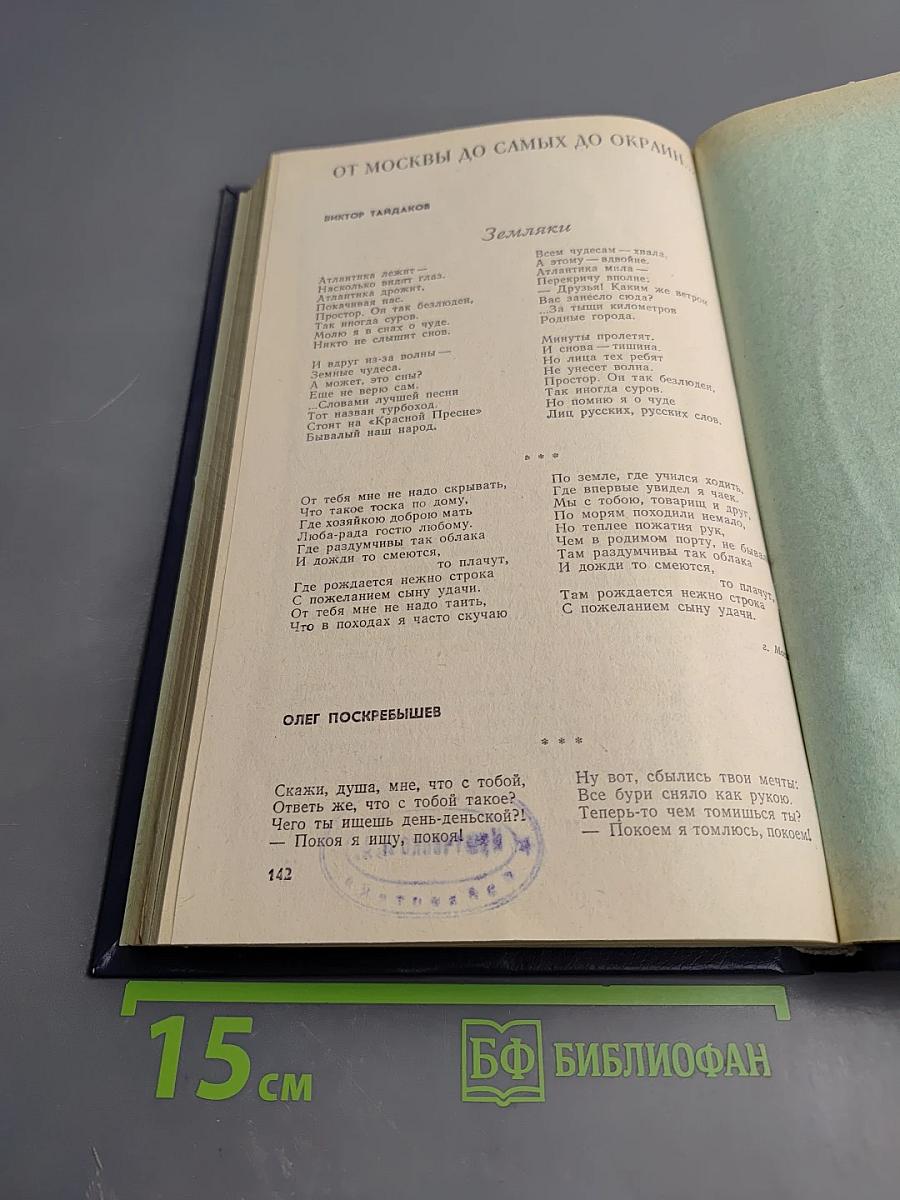 ОТ МОСКВЫ ДО САМЫХ ДО ОКРАИН...
ВИКТОР ТАЙДАКОВ
Земляки
Атлантика лежит —
Насколько видит глаз.
Атлантика дрожит,
Покачивая нас.
Простор. Он так безлюден,
Так иногда суров.
Молю я в снах о чуде.
Никто не слышит снов.
И вдруг из-за волны —
Земные чудеса.
А может, это сны?
Еще не верю сам.
...Словами лучшей песни
Тот назван турбоход.
Стоит на «Красной Пресне»
Бывалый наш народ.
Всем чудесам — хвала,
А этому — вдвойне.
Атлантика мила —
Перекричу вполне:
— Друзья! Каким же ветром
Вас занесло сюда?
...За тыщи километров
Родные города.
Минуты пролетят.
И снова — тишина.
Но лица тех ребят
Не унесет волна.
Простор. Он так безлюден,
Так иногда суров.
Но помню я о чуде
Лиц русских, русских слов.
* * *
От тебя мне не надо скрывать,
Что такое тоска по дому,
Где хозяйкою доброю мать
Люба-рада гостю любому.
Где раздумчивы так облака
И дожди то смеются,
то плачут,
Где рождается нежно строка
С пожеланием сыну удачи.
От тебя мне не надо таить,
Что в походах я часто скучаю
По земле, где учился ходить,
Где впервые увидел я чаек.
Мы с тобою, товарищ и друг,
По морям походили немало,
Но теплее пожатия рук,
Чем в родимом порту, не быва
Там раздумчивы так облака
И дожди то смеются,
то плачут,
Там рождается нежно строка
С пожеланием сыну удачи.
г.
ОЛЕГ ПОСКРЕБЫШЕВ
* * *
Скажи, душа, мне, что с тобой,
Ответь же, что с тобой такое?
Чего ты ищешь день-деньской?!
— Покоя я ищу, покоя!
Ну вот, сбылись твои мечты:
Все бури сняло как рукою.
Теперь-то чем томишься ты?
— Покоем я томлюсь, покоем!
142
15 см
БФ БИБЛИОФАН